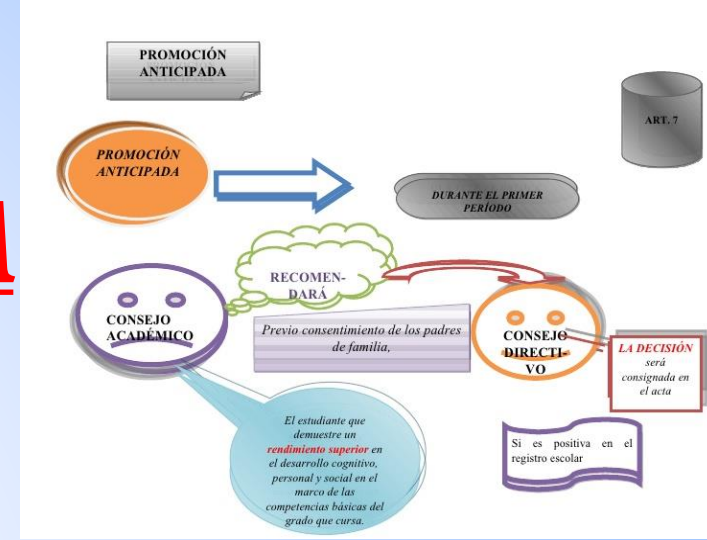 PROMOCIÓN
ANTICIPADA
ART. 7
PROMOCIÓN
ANTICIPADA
DURANTE EL PRIMER
PERÍODO
RECOMEN-
DARÁ
CONSEJO
ACADÉMICO
Previo consentimiento de los padres
de familia,
CONSEJO
DIRECTI-
VO
LA DECISIÓN
será
consignada en
el acta
El estudiante que
demuestre un
rendimiento superior en
el desarrollo cognitivo,
personal y social en el
marco de las
competencias básicas del
grado que cursa.
Si es positiva en el
registro escolar